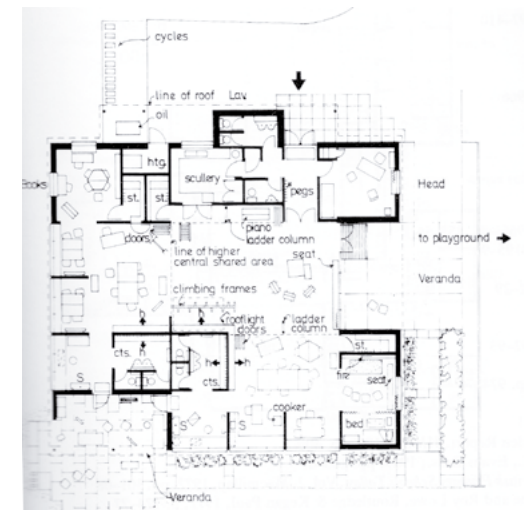 cycles
line of roof
Lav.
oil
htg.
scullery
Books
st.
st.
pegs
Head
piano
ladder column
doors
line of higher
central shared area
seat
to playground
Veranda
climbing frames
h
h
rooflight
doors
ladder
column
cts.
h
h
h
cts.
st.
fire
seat
S
S
S
cooker
bed
Veranda